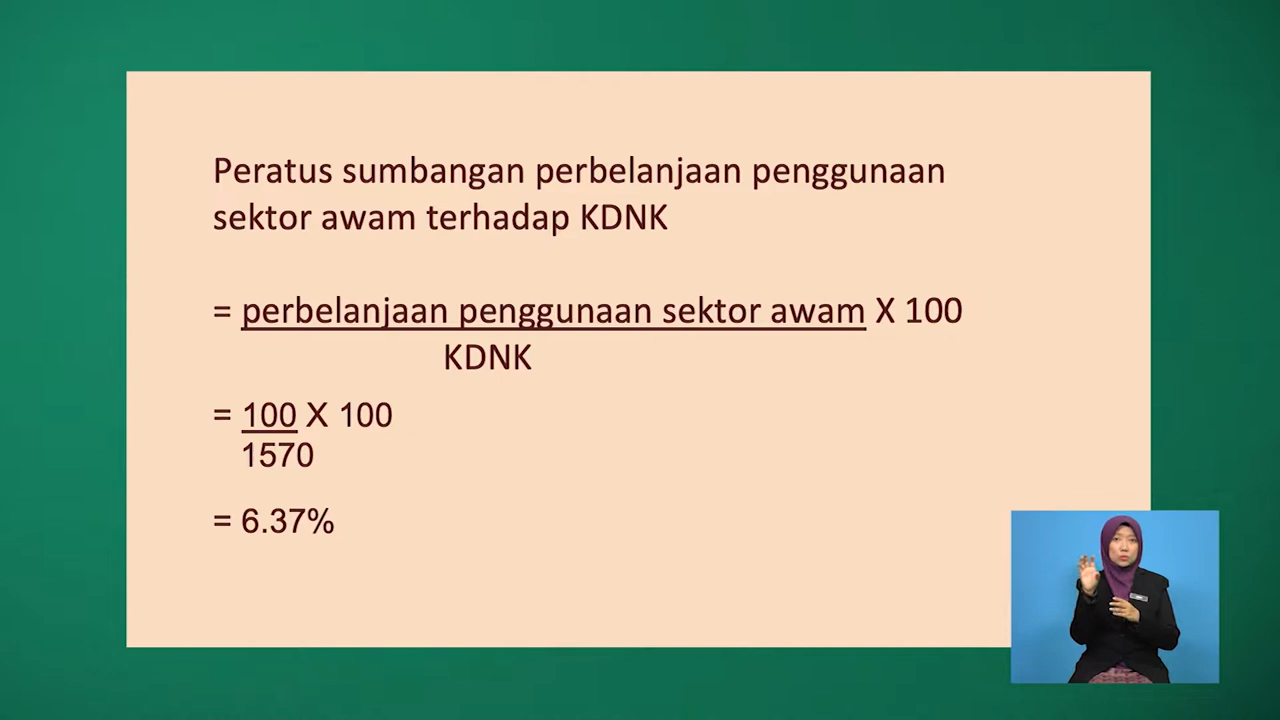 Peratus sumbangan perbelanjaan penggunaan
sektor awam terhadap KDNK
= perbelanjaan penggunaan sektor awam X 100
KDNK
= 100 X 100
1570
= 6.37%